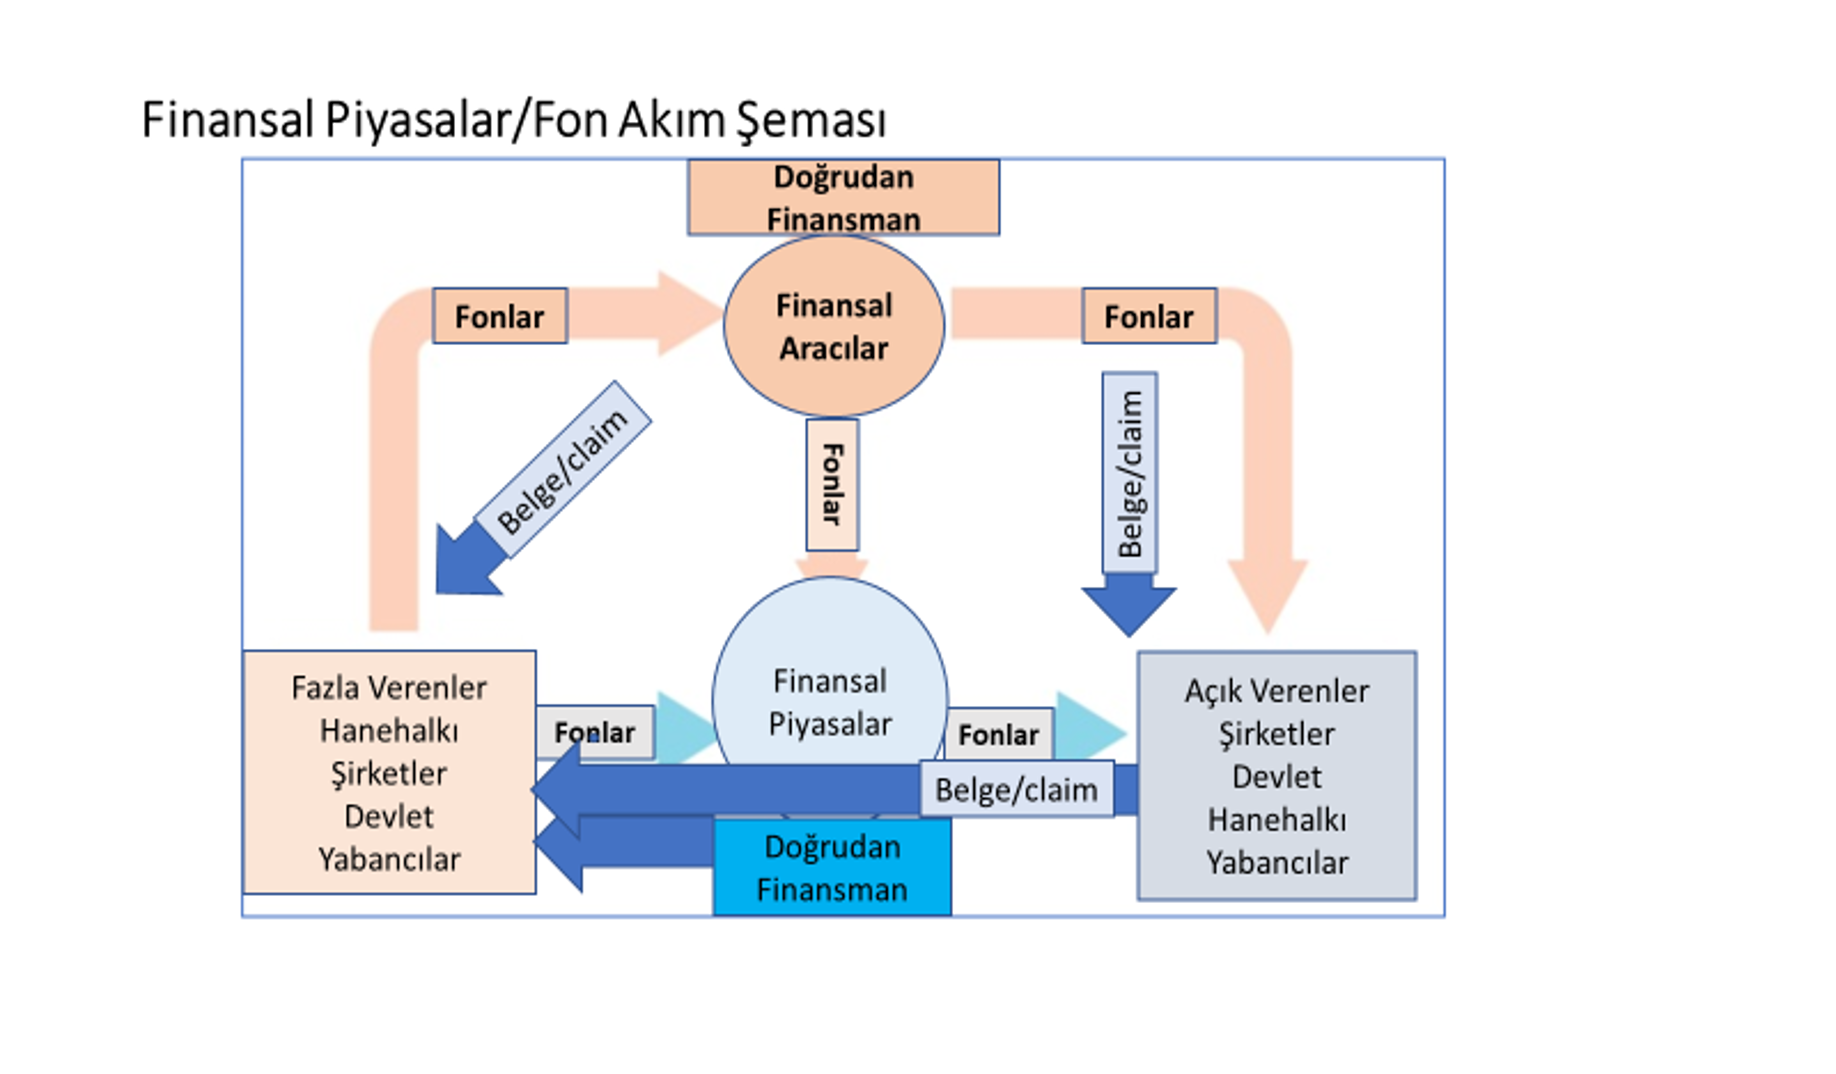 Finansal Piyasalar/Fon Akım Şeması
Doğrudan
Finansman
Finansal
Aracılar
Fonlar
Fonlar
Belge/claim
Fonlar
Belge/claim
Fazla Verenler
Hanehalkı
Şirketler
Devlet
Yabancılar
Fonlar
Finansal
Piyasalar
Fonlar
Belge/claim
Doğrudan
Finansman
Açık Verenler
Şirketler
Devlet
Hanehalkı
Yabancılar